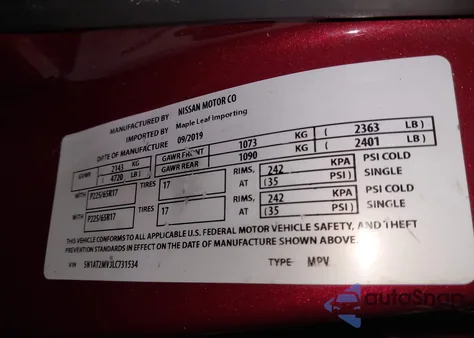 MANUFACTURED BY NISSAN MOTOR CO
IMPORTED BY Maple Leaf Importing
DATE OF MANUFACTURE 09/2019
GVWR 2143 KG GAWR FRONT 1073 KG ( 2363 LB )
( 4720 LB ) GAWR REAR 1090 KG ( 2401 LB )
WITH P225/65R17 TIRES 17 RIMS, 242 KPA PSI COLD
AT (35 PSI ) SINGLE
WITH P225/65R17 TIRES 17 RIMS, 242 KPA PSI COLD
AT (35 PSI ) SINGLE
THIS VEHICLE CONFORMS TO ALL APPLICABLE U.S. FEDERAL MOTOR VEHICLE SAFETY, AND THEFT
PREVENTION STANDARDS IN EFFECT ON THE DATE OF MANUFACTURE SHOWN ABOVE.
VIN 5N1AT2MV3LC731534 TYPE MPV
autoSnap